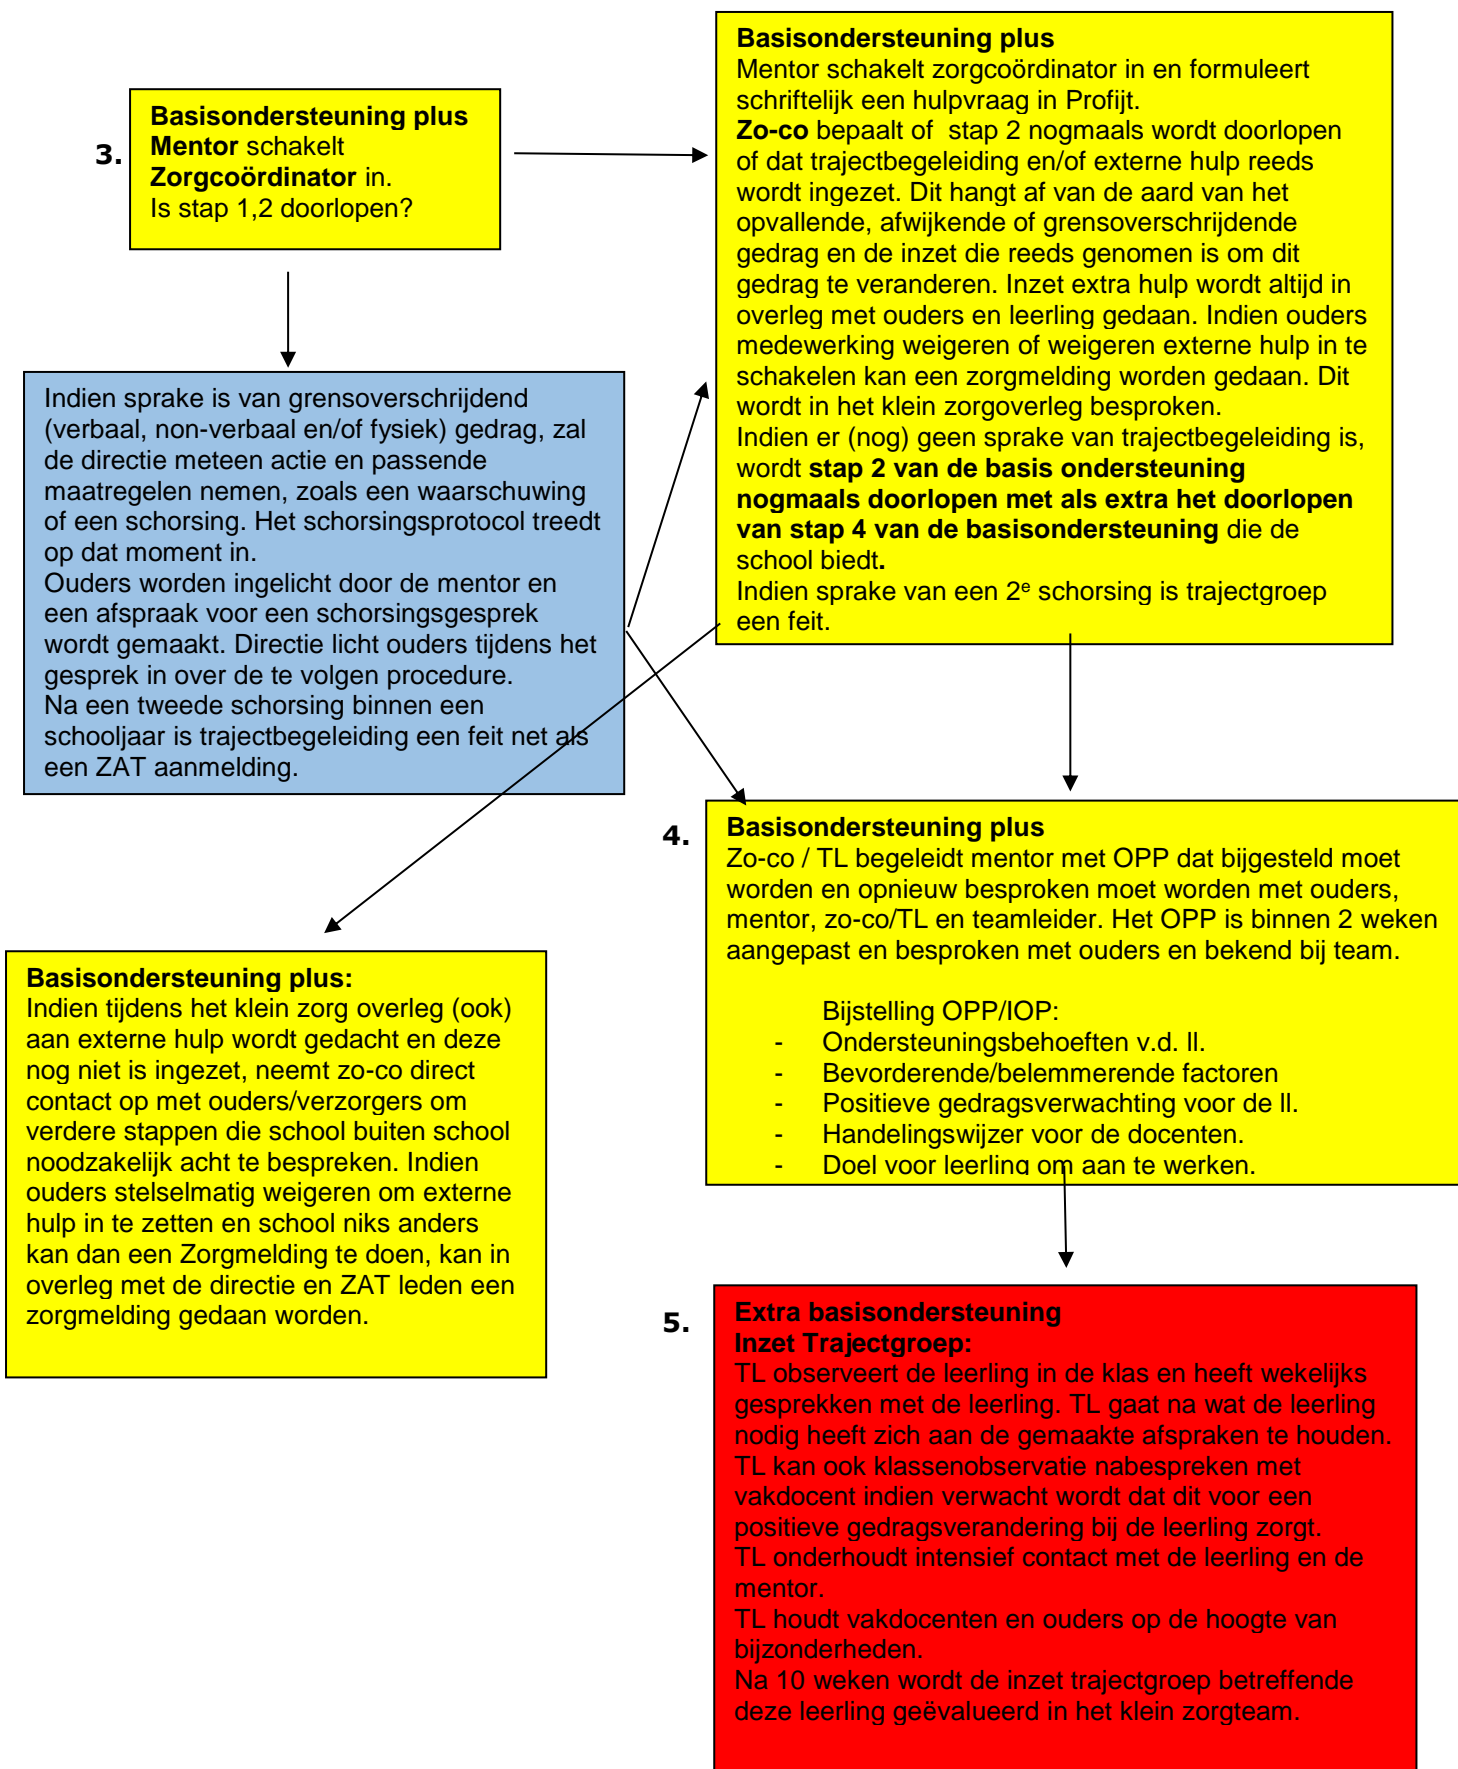 3.
Basisondersteuning plus
Mentor schakelt
Zorgcoördinator in.
Is stap 1,2 doorlopen?
Basisondersteuning plus
Mentor schakelt zorgcoördinator in en formuleert
schriftelijk een hulpvraag in Profijt.
Zo-co bepaalt of  stap 2 nogmaals wordt doorlopen
of dat trajectbegeleiding en/of externe hulp reeds
wordt ingezet. Dit hangt af van de aard van het
opvallende, afwijkende of grensoverschrijdende
gedrag en de inzet die reeds genomen is om dit
gedrag te veranderen. Inzet extra hulp wordt altijd in
overleg met ouders en leerling gedaan. Indien ouders
medewerking weigeren of weigeren externe hulp in te
schakelen kan een zorgmelding worden gedaan. Dit
wordt in het klein zorgoverleg besproken.
Indien er (nog) geen sprake van trajectbegeleiding is,
wordt stap 2 van de basis ondersteuning
nogmaals doorlopen met als extra het doorlopen
van stap 4 van de basisondersteuning die de
school biedt.
Indien sprake van een 2e schorsing is trajectgroep
een feit.
Indien sprake is van grensoverschrijdend
(verbaal, non-verbaal en/of fysiek) gedrag, zal
de directie meteen actie en passende
maatregelen nemen, zoals een waarschuwing
of een schorsing. Het schorsingsprotocol treedt
op dat moment in.
Ouders worden ingelicht door de mentor en
een afspraak voor een schorsingsgesprek
wordt gemaakt. Directie licht ouders tijdens het
gesprek in over de te volgen procedure.
Na een tweede schorsing binnen een
schooljaar is trajectbegeleiding een feit net als
een ZAT aanmelding.
4.
Basisondersteuning plus
Zo-co / TL begeleidt mentor met OPP dat bijgesteld moet
worden en opnieuw besproken moet worden met ouders,
mentor, zo-co/TL en teamleider. Het OPP is binnen 2 weken
aangepast en besproken met ouders en bekend bij team.
Bijstelling OPP/IOP:
- Ondersteuningsbehoeften v.d. ll.
- Bevorderende/belemmerende factoren
- Positieve gedragsverwachting voor de ll.
- Handelingswijzer voor de docenten.
- Doel voor leerling om aan te werken.
Basisondersteuning plus:
Indien tijdens het klein zorg overleg (ook)
aan externe hulp wordt gedacht en deze
nog niet is ingezet, neemt zo-co direct
contact op met ouders/verzorgers om
verdere stappen die school buiten school
noodzakelijk acht te bespreken. Indien
ouders stelselmatig weigeren om externe
hulp in te zetten en school niks anders
kan dan een Zorgmelding te doen, kan in
overleg met de directie en ZAT leden een
zorgmelding gedaan worden.
5.
Extra basisondersteuning
Inzet Trajectgroep:
TL observeert de leerling in de klas en heeft wekelijks
gesprekken met de leerling. TL gaat na wat de leerling
nodig heeft zich aan de gemaakte afspraken te houden.
TL kan ook klassenobservatie nabespreken met
vakdocent indien verwacht wordt dat dit voor een
positieve gedragsverandering bij de leerling zorgt.
TL onderhoudt intensief contact met de leerling en de
mentor.
TL houdt vakdocenten en ouders op de hoogte van
bijzonderheden.
Na 10 weken wordt de inzet trajectgroep betreffende
deze leerling geëvalueerd in het klein zorgteam.